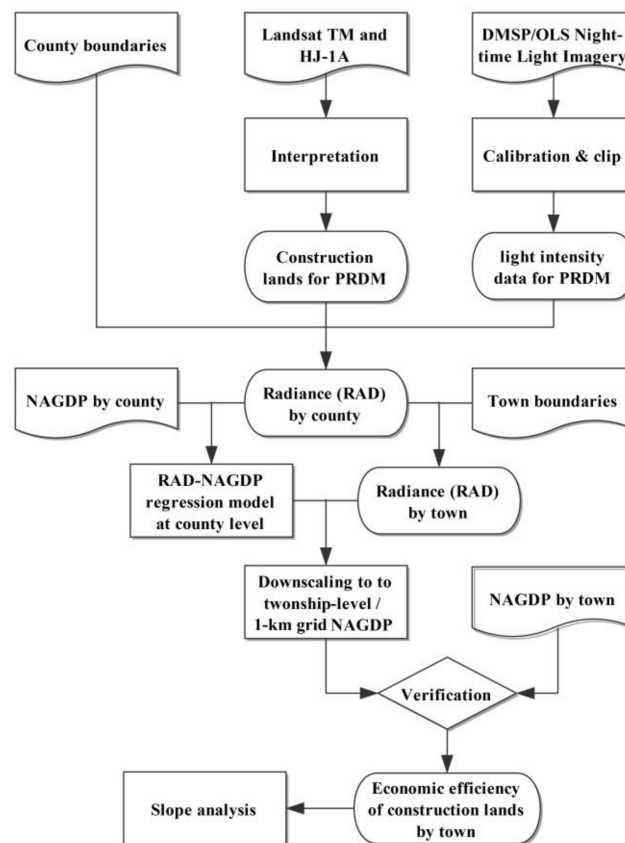 County boundaries
Landsat TM and
HJ-1A
DMSP/OLS Night-
time Light Imagery
Interpretation
Calibration & clip
Construction
lands for PRDM
light intensity
data for PRDM
NAGDP by county
Radiance (RAD)
by county
Town boundaries
RAD-NAGDP
regression model
at county level
Radiance (RAD)
by town
Downscaling to to
twonship-level /
1-km grid NAGDP
NAGDP by town
Verification
Slope analysis
Economic efficiency
of construction lands
by town